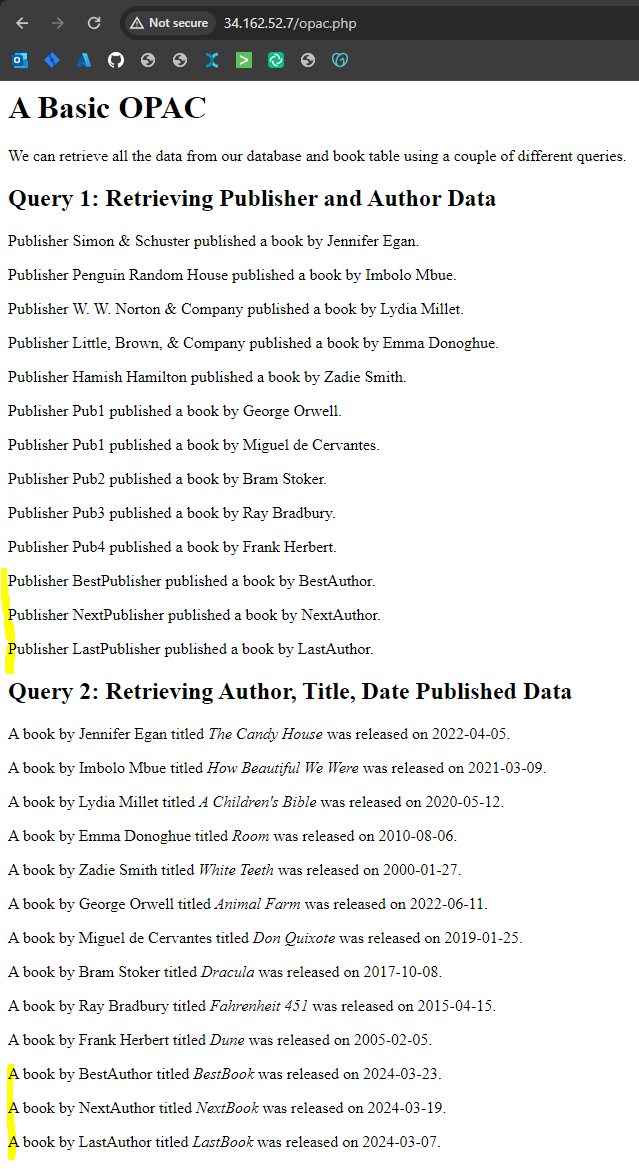 Not secure 34.162.52.7/opac.php
A Basic OPAC
We can retrieve all the data from our database and book table using a couple of different queries.
Query 1: Retrieving Publisher and Author Data
Publisher Simon & Schuster published a book by Jennifer Egan.
Publisher Penguin Random House published a book by Imbolo Mbue.
Publisher W. W. Norton & Company published a book by Lydia Millet.
Publisher Little, Brown, & Company published a book by Emma Donoghue.
Publisher Hamish Hamilton published a book by Zadie Smith.
Publisher Pub1 published a book by George Orwell.
Publisher Pub1 published a book by Miguel de Cervantes.
Publisher Pub2 published a book by Bram Stoker.
Publisher Pub3 published a book by Ray Bradbury.
Publisher Pub4 published a book by Frank Herbert.
Publisher BestPublisher published a book by BestAuthor.
Publisher NextPublisher published a book by NextAuthor.
Publisher LastPublisher published a book by LastAuthor.
Query 2: Retrieving Author, Title, Date Published Data
A book by Jennifer Egan titled The Candy House was released on 2022-04-05.
A book by Imbolo Mbue titled How Beautiful We Were was released on 2021-03-09.
A book by Lydia Millet titled A Children's Bible was released on 2020-05-12.
A book by Emma Donoghue titled Room was released on 2010-08-06.
A book by Zadie Smith titled White Teeth was released on 2000-01-27.
A book by George Orwell titled Animal Farm was released on 2022-06-11.
A book by Miguel de Cervantes titled Don Quixote was released on 2019-01-25.
A book by Bram Stoker titled Dracula was released on 2017-10-08.
A book by Ray Bradbury titled Fahrenheit 451 was released on 2015-04-15.
A book by Frank Herbert titled Dune was released on 2005-02-05.
A book by BestAuthor titled BestBook was released on 2024-03-23.
A book by NextAuthor titled NextBook was released on 2024-03-19.
A book by LastAuthor titled LastBook was released on 2024-03-07.